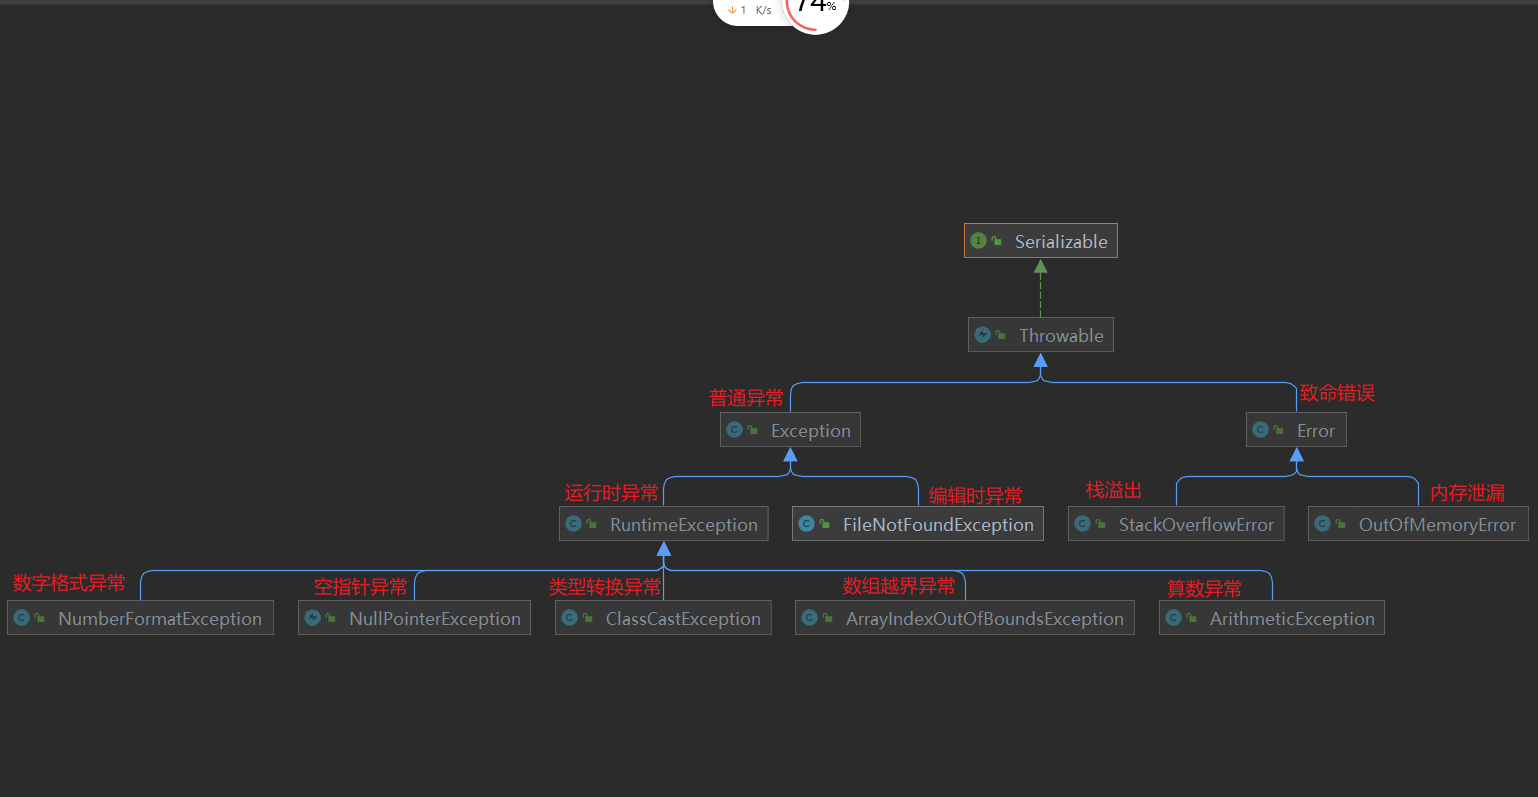 1 K/s
74%
Serializable
Throwable
普通异常
致命错误
Exception
Error
运行时异常
编辑时异常
栈溢出
内存泄漏
RuntimeException
FileNotFoundException
StackOverflowError
OutOfMemoryError
数字格式异常
空指针异常
类型转换异常
数组越界异常
算数异常
NumberFormatException
NullPointerException
ClassCastException
ArrayIndexOutOfBoundsException
ArithmeticException